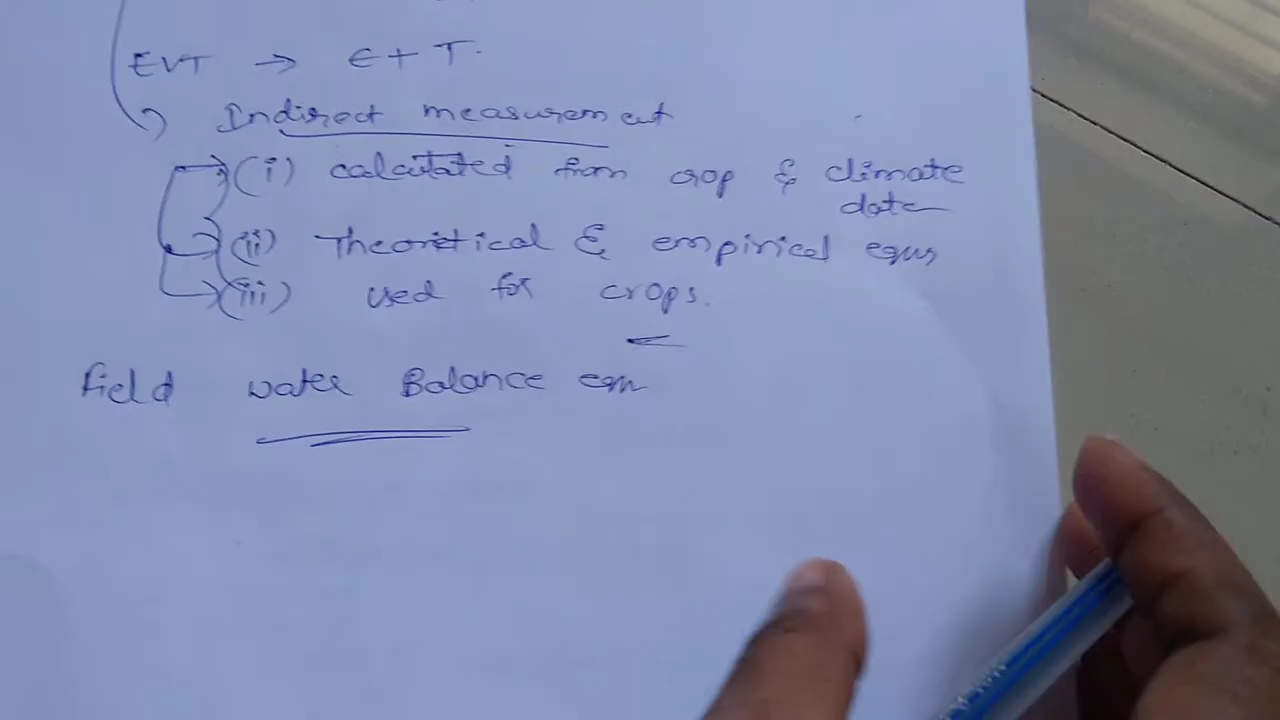 EVT → E+T.
Indirect measurement
(i) calculated from crop & climate
data
(ii) Theoretical & empirical equs
(iii) used for crops.
Field water Balance eqn